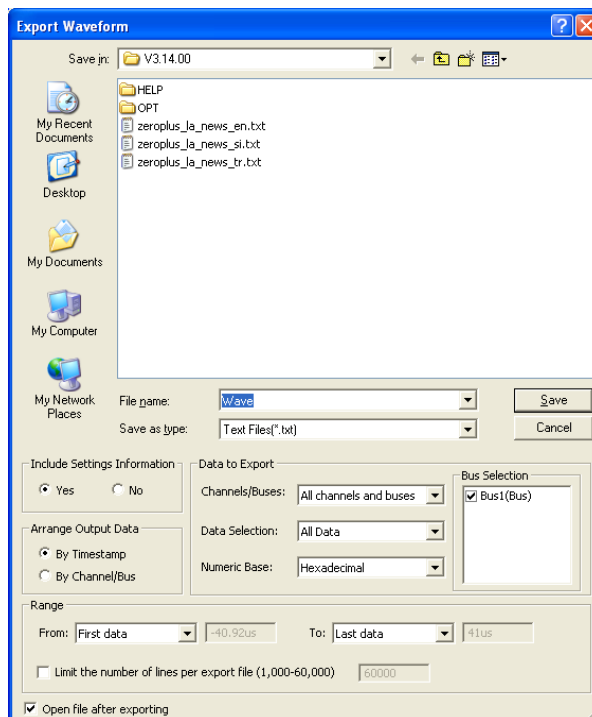 Export Waveform
Save in: V3.14.00
HELP
OPT
zeroplus_la_news_en.txt
zeroplus_la_news_si.txt
zeroplus_la_news_tr.txt
My Recent
Documents
Desktop
My Documents
My Computer
My Network
Places
File name: Wave Save
Save as type: Text Files(*.txt) Cancel
Include Settings Information
Yes No
Arrange Output Data
By Timestamp
By Channel/Bus
Data to Export
Channels/Buses: All channels and buses
Data Selection: All Data
Numeric Base: Hexadecimal
Bus Selection
Bus1(Bus)
Range
From: First data -40.92us To: Last data 41us
Limit the number of lines per export file (1,000-60,000) 60000
Open file after exporting